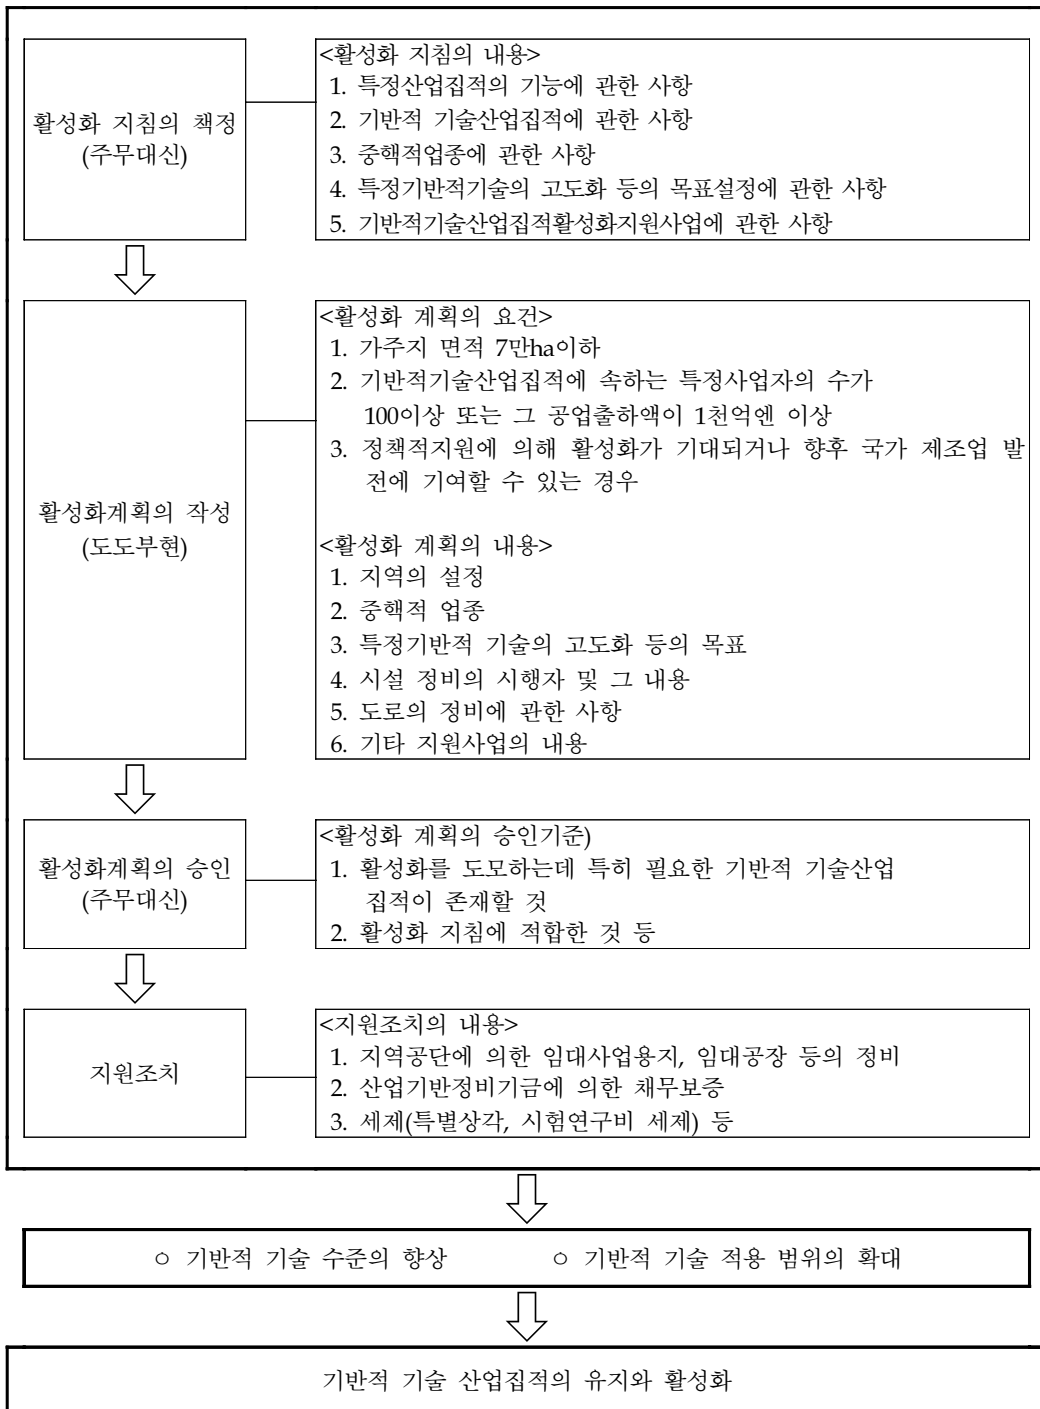 활성화 지침의 책정
(주무대신)
<활성화 지침의 내용>
1. 특정산업집적의 기능에 관한 사항
2. 기반적 기술산업집적에 관한 사항
3. 중핵적업종에 관한 사항
4. 특정기반적기술의 고도화 등의 목표설정에 관한 사항
5. 기반적기술산업집적활성화지원사업에 관한 사항
활성화계획의 작성
(도도부현)
<활성화 계획의 요건>
1. 가주지 면적 7만ha이하
2. 기반적기술산업집적에 속하는 특정사업자의 수가
100이상 또는 그 공업출하액이 1천억엔 이상
3. 정책적지원에 의해 활성화가 기대되거나 향후 국가 제조업 발
전에 기여할 수 있는 경우
<활성화 계획의 내용>
1. 지역의 설정
2. 중핵적 업종
3. 특정기반적 기술의 고도화 등의 목표
4. 시설 정비의 시행자 및 그 내용
5. 도로의 정비에 관한 사항
6. 기타 지원사업의 내용
활성화계획의 승인
(주무대신)
<활성화 계획의 승인기준)
1. 활성화를 도모하는데 특히 필요한 기반적 기술산업
집적이 존재할 것
2. 활성화 지침에 적합한 것 등
지원조치
<지원조치의 내용>
1. 지역공단에 의한 임대사업용지, 임대공장 등의 정비
2. 산업기반정비기금에 의한 채무보증
3. 세제(특별상각, 시험연구비 세제) 등
○ 기반적 기술 수준의 향상 ○ 기반적 기술 적용 범위의 확대
기반적 기술 산업집적의 유지와 활성화